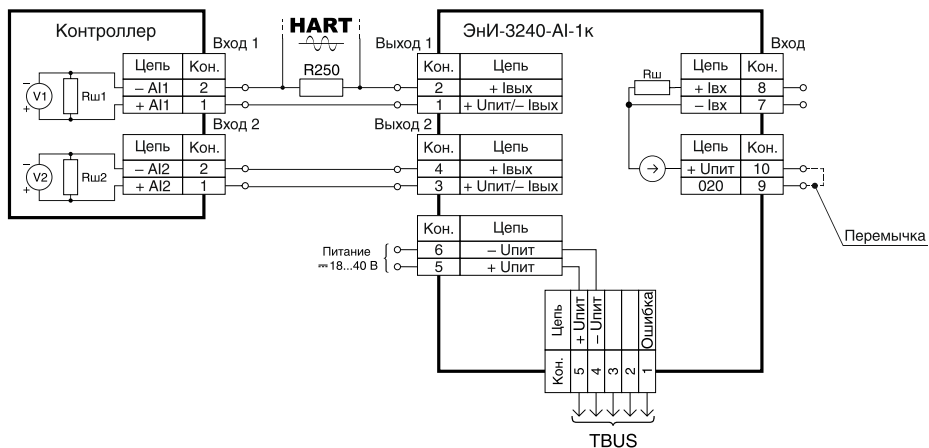 Контроллер
HART
ЭнИ-3240-AI-1к
Вход 1
R250
Выход 1
Вход
Цепь Кон.
– AI1 2
+ AI1 1
Кон. Цепь
2 + Iвых
1 + Uпит/– Iвых
Rш
Цепь Кон.
+ Iвх 8
– Iвх 7
– V1 + Rш1
Вход 2
Выход 2
Цепь Кон.
– AI2 2
+ AI2 1
Кон. Цепь
4 + Iвых
3 + Uпит/– Iвых
Цепь Кон.
+ Uпит 10
020 9
– V2 + Rш2
Перемычка
Питание
⎓18...40 В
Кон. Цепь
6 – Uпит
5 + Uпит
Цепь + Uпит – Uпит Ошибка
Кон. 5 4 3 2 1
TBUS